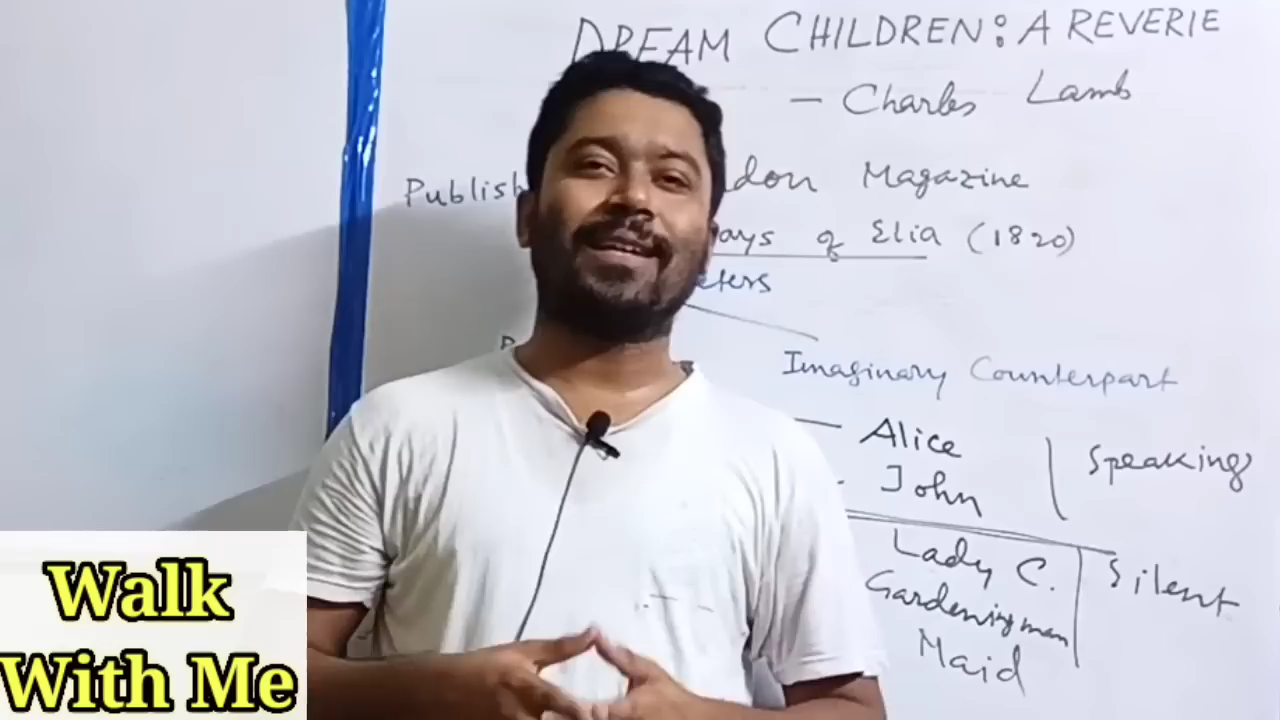 DREAM CHILDREN: A REVERIE
— Charles Lamb
Publish
don Magazine
ays of Elia (1820)
cters
Imaginary Counterpart
— Alice
- John
Speaking
Lady C.
Gardening man
Maid
Silent
Walk
With Me